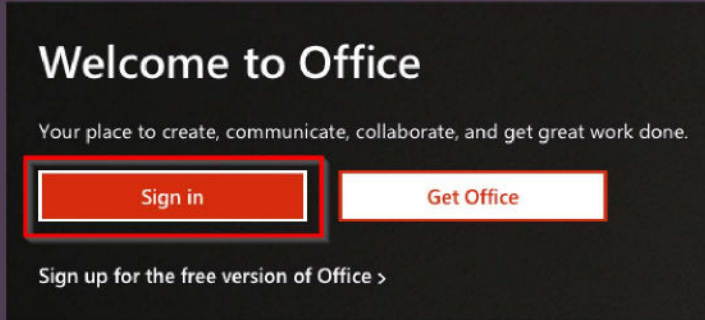 Welcome to Office
Your place to create, communicate, collaborate, and get great work done.
Sign in
Get Office
Sign up for the free version of Office >